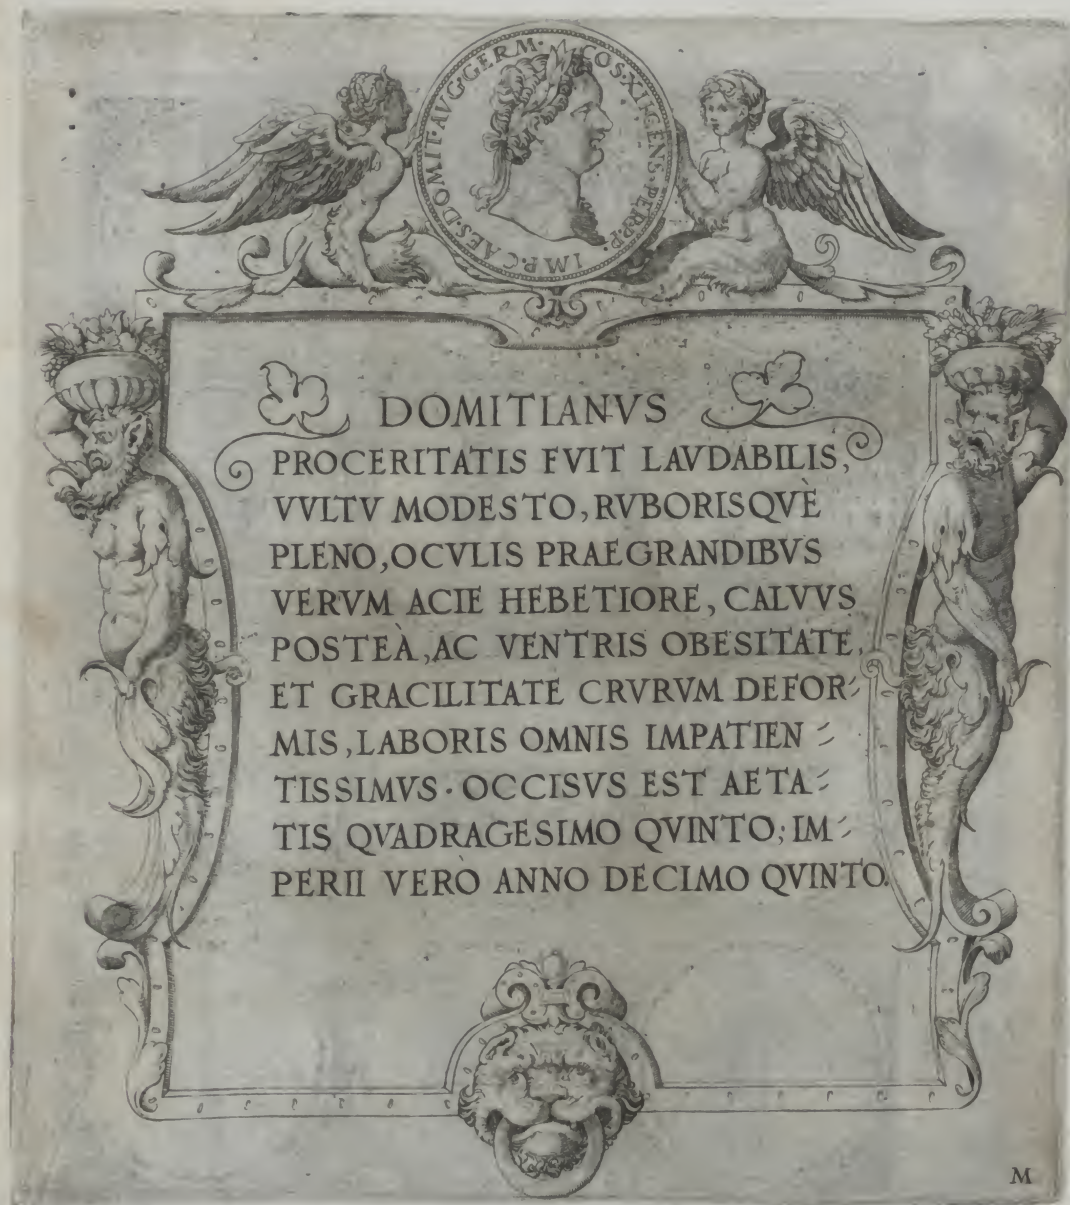 IMP·CAES·DOMIT·AVG·GERM· COS·XII·CENS·PER·P·P·
DOMITIANVS
PROCERITATIS FVIT LAVDABILIS,
VVLTV MODESTO, RVBORISQVÈ
PLENO, OCVLIS PRAEGRANDIBVS
VERVM ACIE HEBETIORE, CALVVS
POSTEÀ, AC VENTRIS OBESITATE,
ET GRACILITATE CRVRVM DEFOR⸗
MIS, LABORIS OMNIS IMPATIEN⸗
TISSIMVS · OCCISVS EST AETA⸗
TIS QVADRAGESIMO QVINTO; IM⸗
PERII VERÒ ANNO DECIMO QVINTO.
M